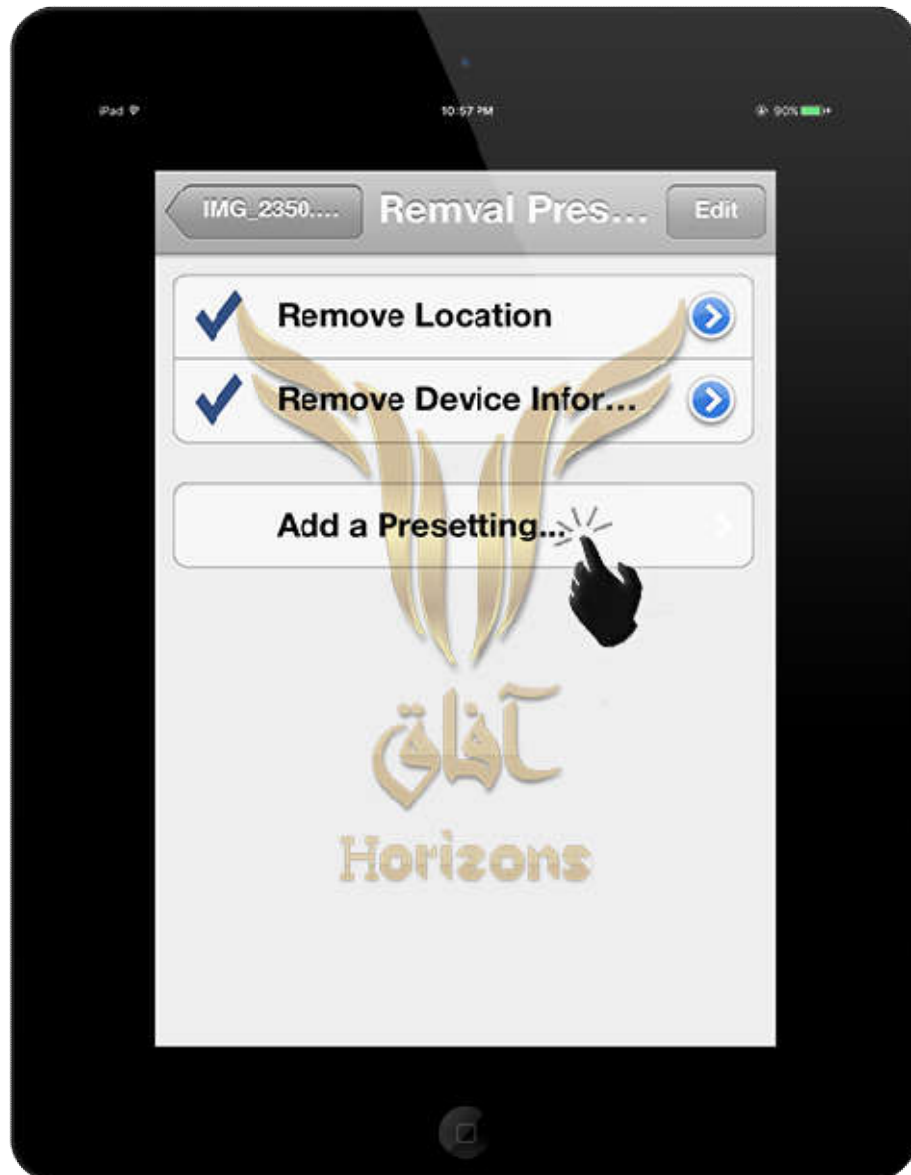 iPad 10:57 PM 90%
IMG_2350.... Remval Pres... Edit
Remove Location
Remove Device Infor...
Add a Presetting...
آفاق
Horizons